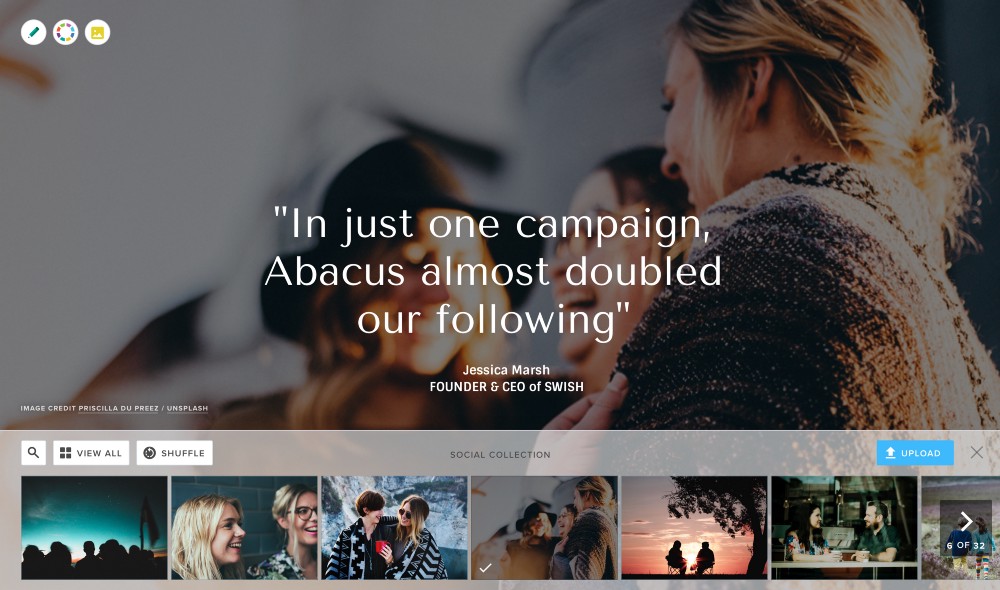 "In just one campaign,
Abacus almost doubled
our following"
Jessica Marsh
FOUNDER & CEO of SWISH
IMAGE CREDIT PRISCILLA DU PREEZ / UNSPLASH
VIEW ALL
SHUFFLE
SOCIAL COLLECTION
UPLOAD
6 OF 32